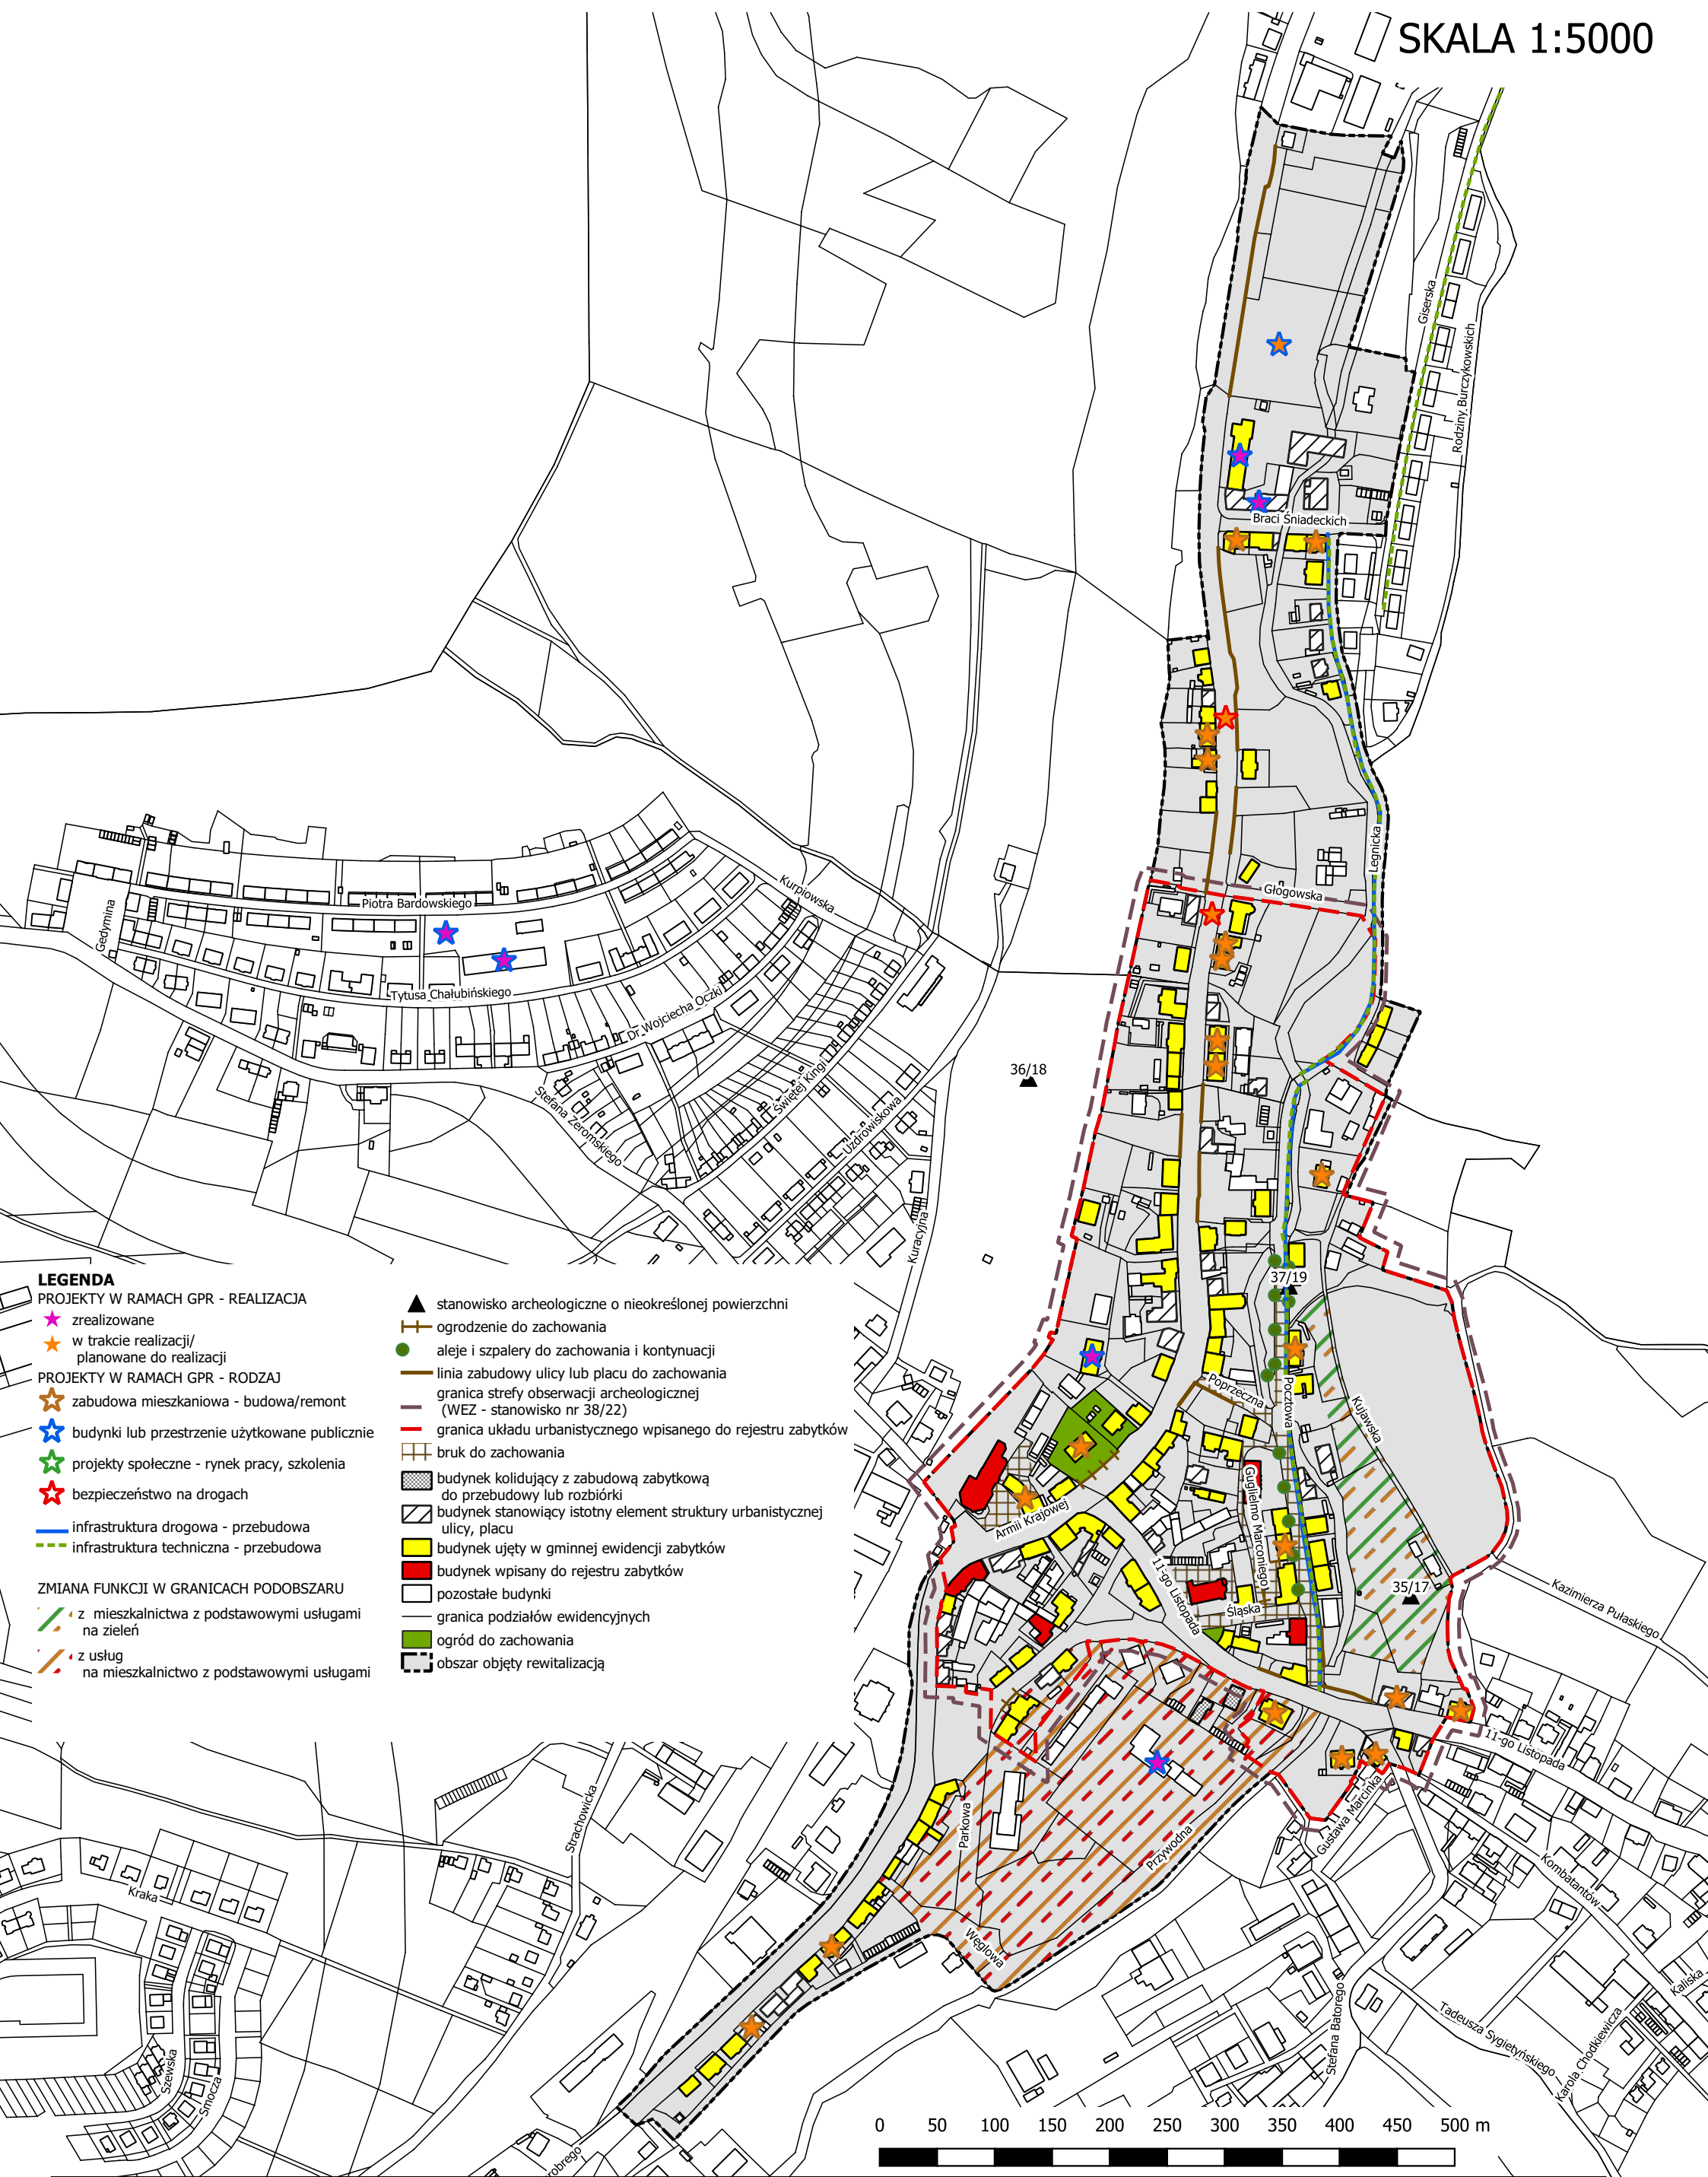 SKALA 1:5000
Giserska
Rodziny Burczykowskich
Braci Śniadeckich
Legnicka
Głogowska
Kurpiowska
Piotra Bardowskiego
Gedymina
Tytusa Chałubińskiego
Dr Wojciecha Oczki
Stefana Żeromskiego
Świętej Kingi
Uzdrowiskowa
Kuracyjna
36/18
37/19
Poprzeczna
Pocztowa
Kujawska
Guglielmo Marconiego
Armii Krajowej
11-go Listopada
Śląska
35/17
Kazimierza Pułaskiego
11-go Listopada
Gustawa Marcinka
Kombatantów
Parkowa
Przywodna
Węglowa
Strachowicka
Kraka
Szewska
Smocza
Stefana Batorego
Tadeusza Sygietyńskiego
Karola Chodkiewicza
Kaliska
robrego
LEGENDA
PROJEKTY W RAMACH GPR - REALIZACJA
zrealizowane
w trakcie realizacji/
planowane do realizacji
PROJEKTY W RAMACH GPR - RODZAJ
zabudowa mieszkaniowa - budowa/remont
budynki lub przestrzenie użytkowane publicznie
projekty społeczne - rynek pracy, szkolenia
bezpieczeństwo na drogach
infrastruktura drogowa - przebudowa
infrastruktura techniczna - przebudowa
ZMIANA FUNKCJI W GRANICACH PODOBSZARU
z mieszkalnictwa z podstawowymi usługami
na zieleń
z usług
na mieszkalnictwo z podstawowymi usługami
stanowisko archeologiczne o nieokreślonej powierzchni
ogrodzenie do zachowania
aleje i szpalery do zachowania i kontynuacji
linia zabudowy ulicy lub placu do zachowania
granica strefy obserwacji archeologicznej
(WEZ - stanowisko nr 38/22)
granica układu urbanistycznego wpisanego do rejestru zabytków
bruk do zachowania
budynek kolidujący z zabudową zabytkową
do przebudowy lub rozbiórki
budynek stanowiący istotny element struktury urbanistycznej
ulicy, placu
budynek ujęty w gminnej ewidencji zabytków
budynek wpisany do rejestru zabytków
pozostałe budynki
granica podziałów ewidencyjnych
ogród do zachowania
obszar objęty rewitalizacją
0 50 100 150 200 250 300 350 400 450 500 m